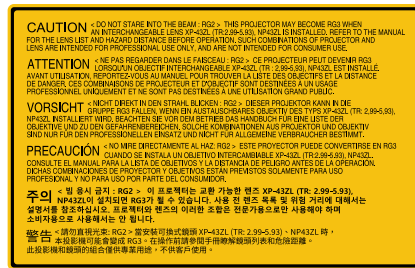 CAUTION < DO NOT STARE INTO THE BEAM : RG2 > THIS PROJECTOR MAY BECOME RG3 WHEN
AN INTERCHANGEABLE LENS XP-43ZL (TR:2.99-5.93), NP43ZL IS INSTALLED. REFER TO THE MANUAL
FOR THE LENS LIST AND HAZARD DISTANCE BEFORE OPERATION, SUCH COMBINATIONS OF PROJECTOR AND
LENS ARE INTENDED FOR PROFESSIONAL USE ONLY, AND ARE NOT INTENDED FOR CONSUMER USE.
ATTENTION < NE PAS REGARDER DANS LE FAISCEAU : RG2 > CE PROJECTEUR PEUT DEVENIR RG3
LORSQU'UN OBJECTIF INTERCHANGEABLE XP-43ZL (TR : 2,99-5,93), NP43ZL EST INSTALLÉ.
AVANT UTILISATION, REPORTEZ-VOUS AU MANUEL POUR TROUVER LA LISTE DES OBJECTIFS ET LA DISTANCE
DE DANGER, CES COMBINAISONS DE PROJECTEUR ET D'OBJECTIF SONT DESTINÉES À UN USAGE
PROFESSIONNEL UNIQUEMENT ET NE SONT PAS DESTINÉES À UNE UTILISATION GRAND PUBLIC.
VORSICHT < NICHT DIREKT IN DEN STRAHL BLICKEN : RG2 > DIESER PROJEKTOR KANN IN DIE
GRUPPE RG3 FALLEN, WENN EIN AUSTAUSCHBARES OBJEKTIV DES TYPS XP-43ZL (TR: 2,99-5,93),
NP43ZL INSTALLIERT WIRD, BEACHTEN SIE VOR DEM BETRIEB DAS HANDBUCH FÜR EINE LISTE DER
OBJEKTIVE UND ZU DEN GEFAHRENBEREICHEN, SOLCHE KOMBINATIONEN AUS PROJEKTOR UND OBJEKTIV
SIND NUR FÜR DEN PROFESSIONELLEN EINSATZ UND NICHT FÜR ALLGEMEINE VERBRAUCHER BESTIMMT.
PRECAUCIÓN < NO MIRE DIRECTAMENTE AL HAZ: RG2 > ESTE PROYECTOR PUEDE CONVERTIRSE EN RG3
CUANDO SE INSTALA UN OBJETIVO INTERCAMBIABLE XP-43ZL (TR: 2,99-5,93), NP43ZL.
CONSULTE EL MANUAL PARA LA LISTA DE OBJETIVOS Y LA DISTANCIA DE PELIGRO ANTES DE LA OPERACIÓN.
DICHAS COMBINACIONES DE PROYECTOR Y OBJETIVOS ESTÁN PREVISTOS SOLAMENTE PARA USO
PROFESIONAL Y NO PARA USO POR PARTE DEL CONSUMIDOR.
주의 < 빔 응시 금지 : RG2 > 이 프로젝터는 교환 가능한 렌즈 XP-43ZL (TR: 2.99-5.93),
NP43ZL이 설치되면 RG3가 될 수 있습니다. 사용 전 렌즈 목록 및 위험 거리에 대해서는
설명서를 참조하십시오. 프로젝터와 렌즈의 이러한 조합은 전문가용으로만 사용해야 하며
소비자용으로 사용해서는 안 됩니다.
警告 < 請勿直視光束: RG2 > 當安裝可換式鏡頭 XP-43ZL (TR: 2.99-5.93)、NP43ZL 時，
本投影機可能會變成 RG3。在操作前請參閱手冊瞭解鏡頭列表和危險距離。
此投影機和鏡頭的組合僅供專業用途，不供客戶使用。